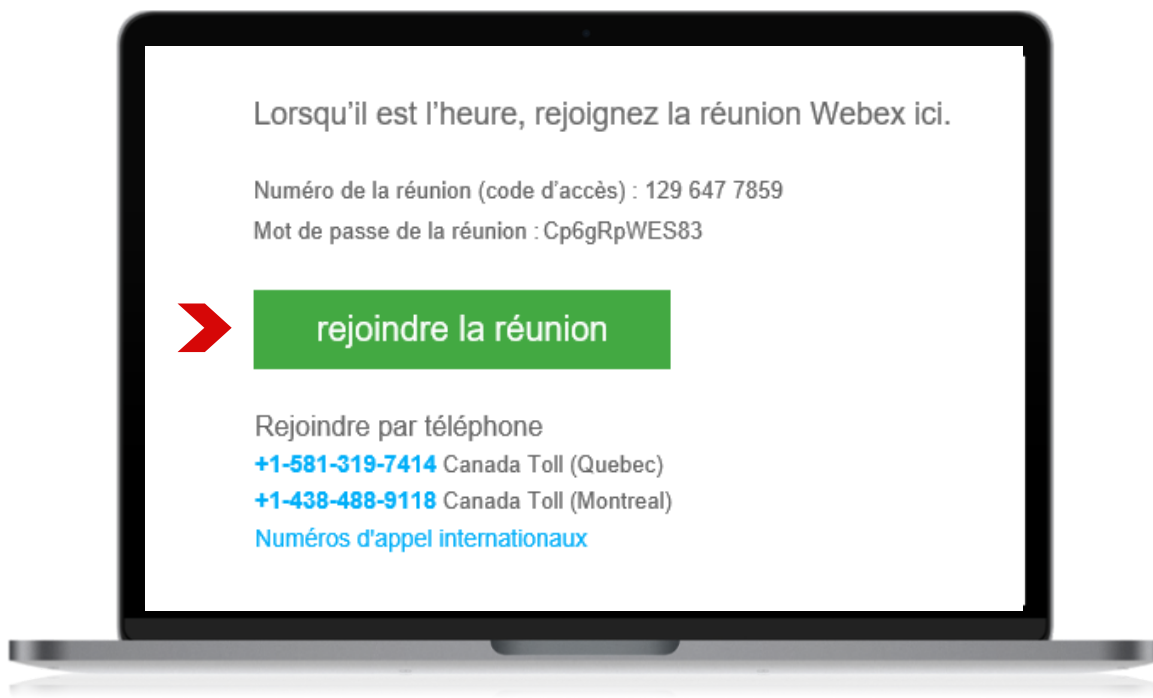 Lorsqu'il est l'heure, rejoignez la réunion Webex ici.
Numéro de la réunion (code d'accès) : 129 647 7859
Mot de passe de la réunion : Cp6gRpWES83
rejoindre la réunion
Rejoindre par téléphone
+1-581-319-7414 Canada Toll (Quebec)
+1-438-488-9118 Canada Toll (Montreal)
Numéros d'appel internationaux